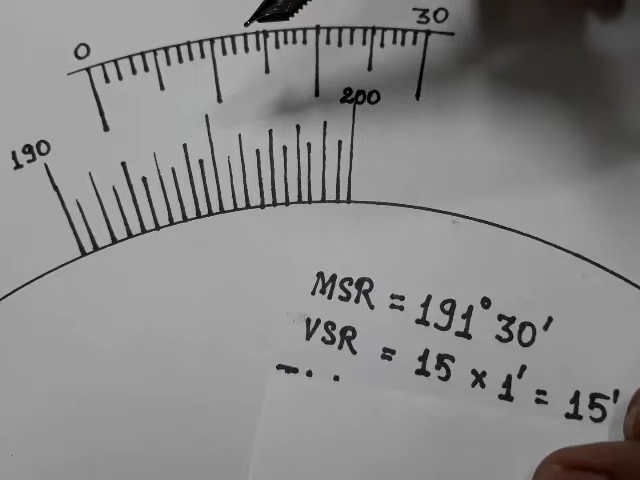 0 30
190 200
MSR = 191° 30'
VSR = 15 × 1' = 15'